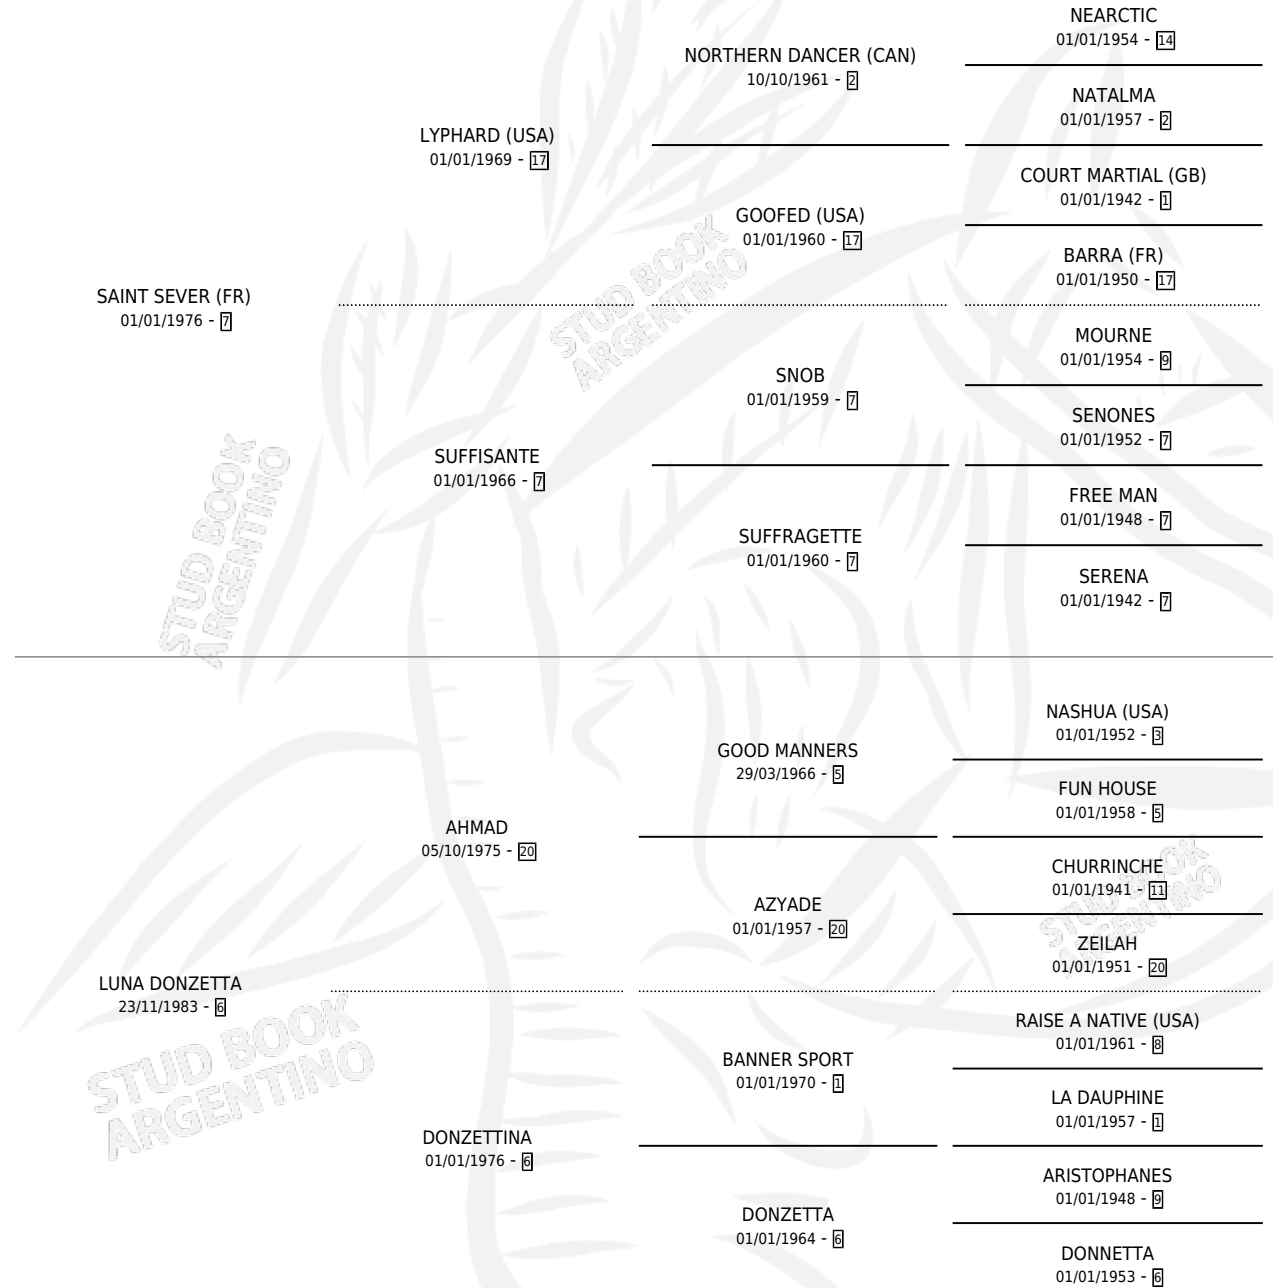 NEARCTIC
01/01/1954 - 14
NORTHERN DANCER (CAN)
10/10/1961 - 2
NATALMA
01/01/1957 - 2
LYPHARD (USA)
01/01/1969 - 17
COURT MARTIAL (GB)
01/01/1942 - 1
GOOFED (USA)
01/01/1960 - 17
BARRA (FR)
01/01/1950 - 17
SAINT SEVER (FR)
01/01/1976 - 7
STUD BOOK
ARGENTINO
MOURNE
01/01/1954 - 9
SNOB
01/01/1959 - 7
SENONES
01/01/1952 - 7
SUFFISANTE
01/01/1966 - 7
FREE MAN
01/01/1948 - 7
SUFFRAGETTE
01/01/1960 - 7
SERENA
01/01/1942 - 7
STUD BOOK
ARGENTINO
NASHUA (USA)
01/01/1952 - 3
GOOD MANNERS
29/03/1966 - 5
FUN HOUSE
01/01/1958 - 5
AHMAD
05/10/1975 - 20
CHURRINCHE
01/01/1941 - 11
AZYADE
01/01/1957 - 20
STUD BOOK
ARGENTINO
ZEILAH
01/01/1951 - 20
LUNA DONZETTA
23/11/1983 - 6
RAISE A NATIVE (USA)
01/01/1961 - 8
BANNER SPORT
01/01/1970 - 1
LA DAUPHINE
01/01/1957 - 1
STUD BOOK
ARGENTINO
DONZETTINA
01/01/1976 - 6
ARISTOPHANES
01/01/1948 - 9
DONZETTA
01/01/1964 - 6
DONNETTA
01/01/1953 - 6